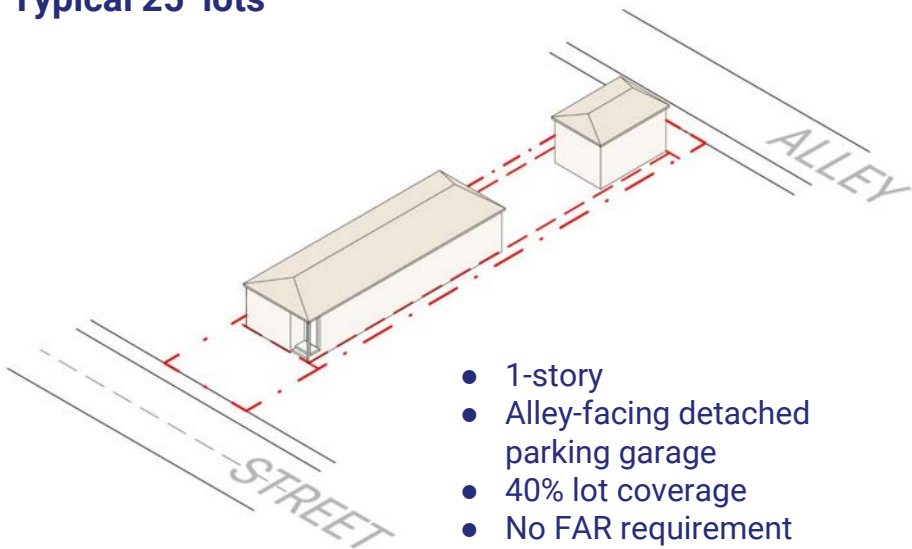 Typical 25' lots
ALLEY
STREET
● 1-story
● Alley-facing detached
parking garage
● 40% lot coverage
● No FAR requirement